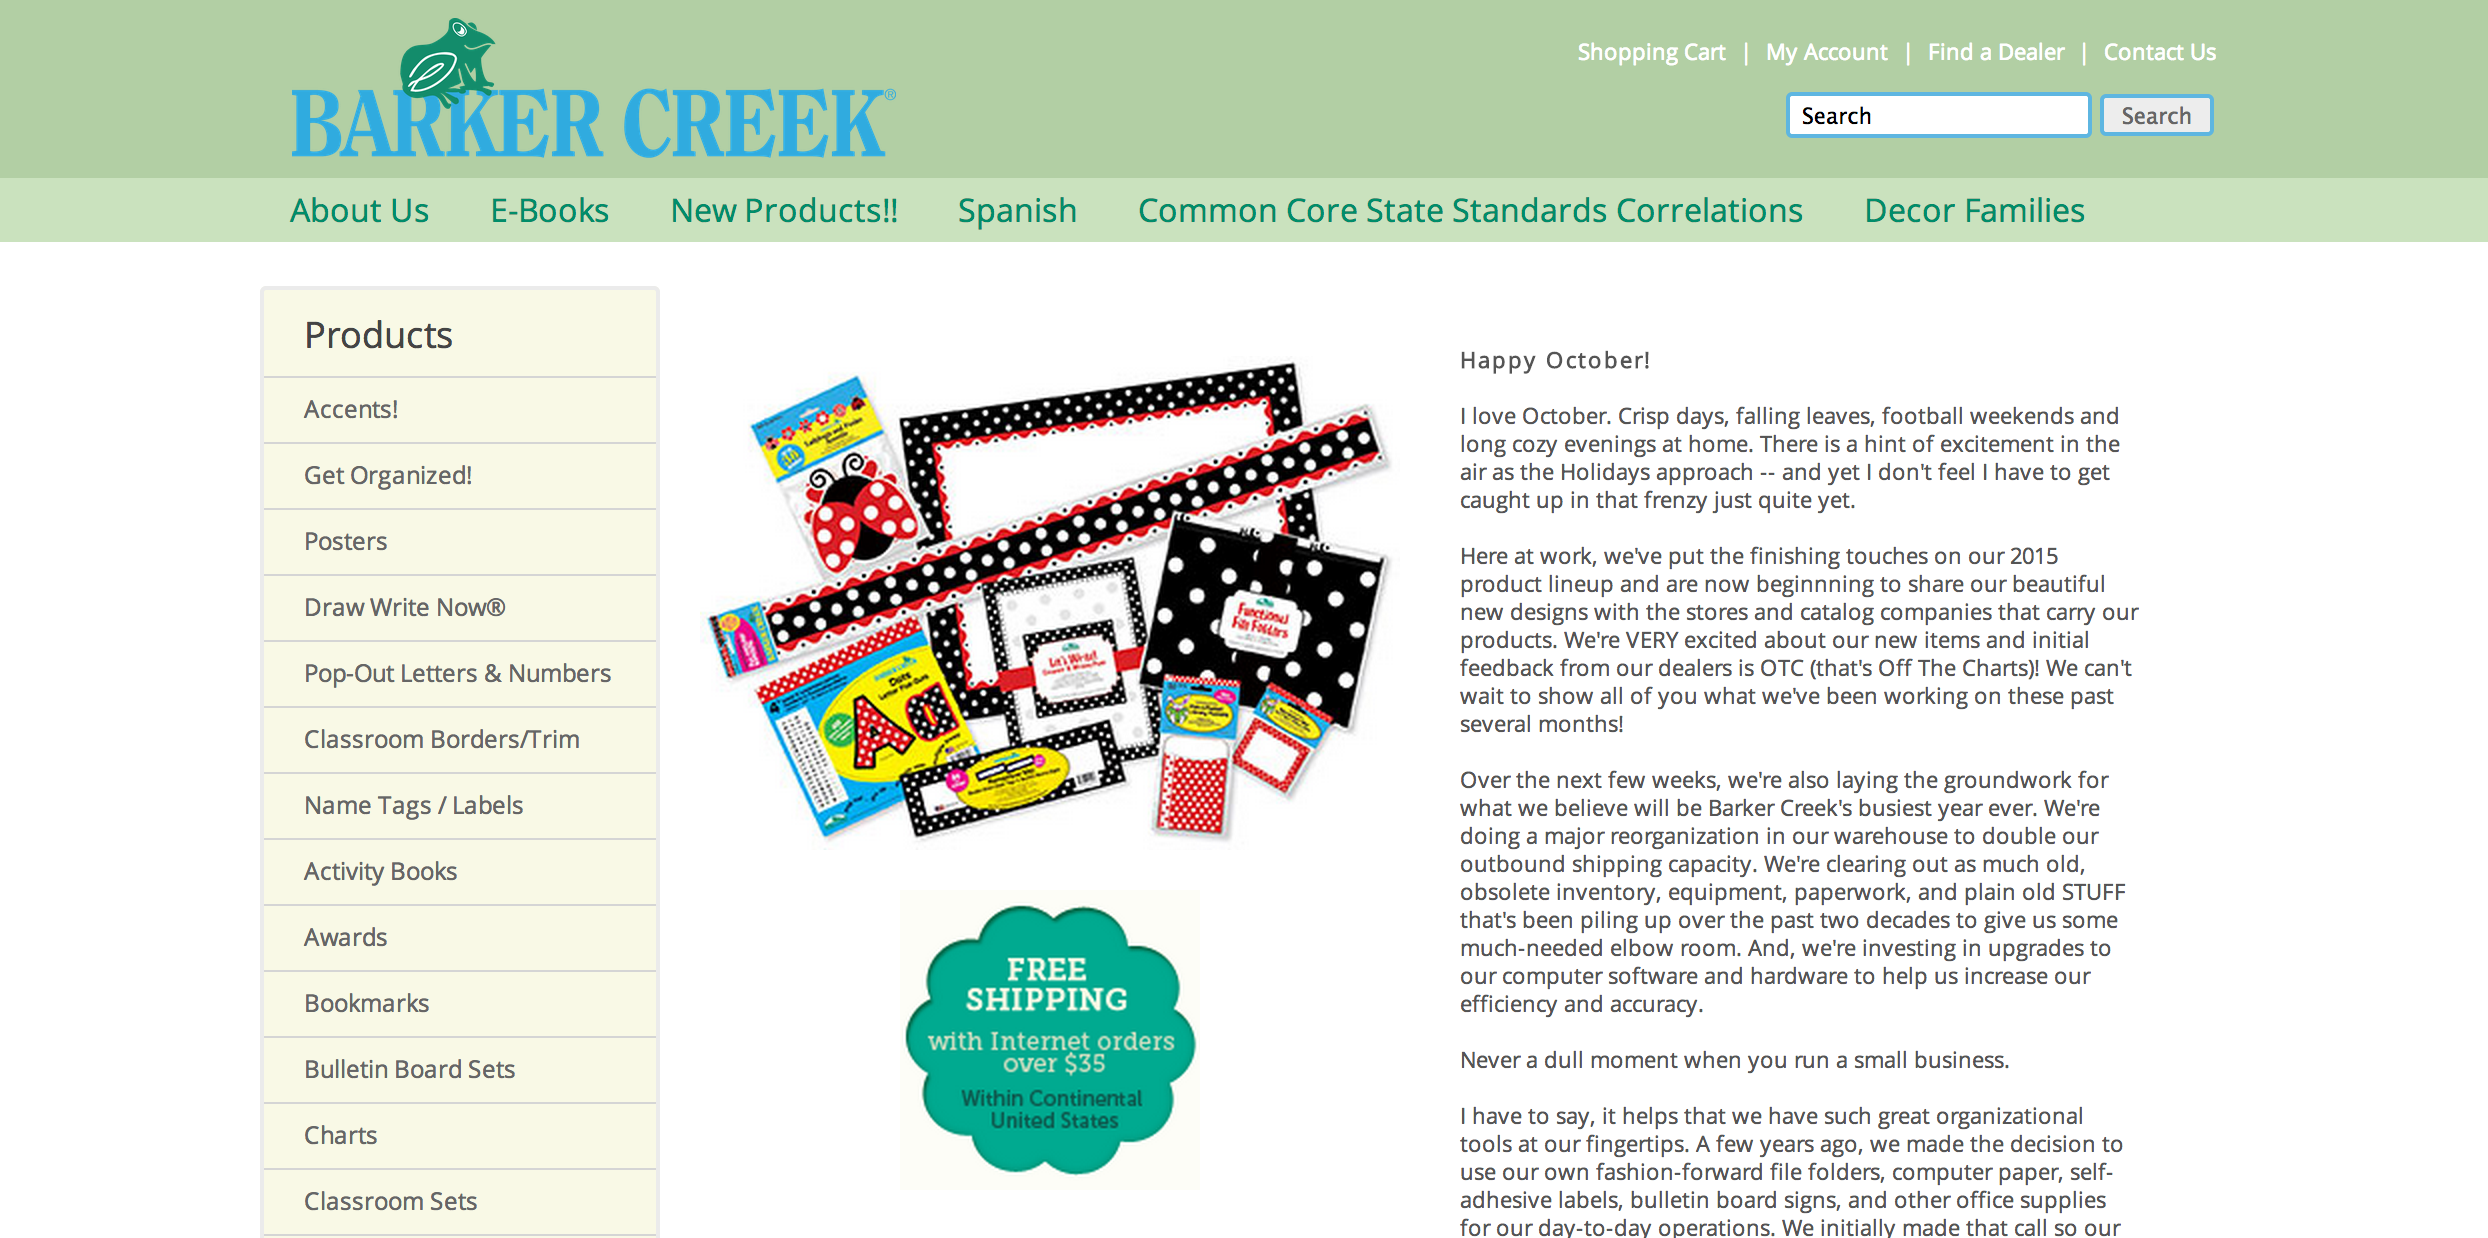 BARKER CREEK®
Shopping Cart | My Account | Find a Dealer | Contact Us
Search Search
About Us E-Books New Products!! Spanish Common Core State Standards Correlations Decor Families
Products
Accents!
Get Organized!
Posters
Draw Write Now®
Pop-Out Letters & Numbers
Classroom Borders/Trim
Name Tags / Labels
Activity Books
Awards
Bookmarks
Bulletin Board Sets
Charts
Classroom Sets
Functional
File Folders
Let's Write!
Dots
Letter Pop-Outs
FREE
SHIPPING
with Internet orders
over $35
Within Continental
United States
Happy October!
I love October. Crisp days, falling leaves, football weekends and
long cozy evenings at home. There is a hint of excitement in the
air as the Holidays approach -- and yet I don't feel I have to get
caught up in that frenzy just quite yet.
Here at work, we've put the finishing touches on our 2015
product lineup and are now beginnning to share our beautiful
new designs with the stores and catalog companies that carry our
products. We're VERY excited about our new items and initial
feedback from our dealers is OTC (that's Off The Charts)! We can't
wait to show all of you what we've been working on these past
several months!
Over the next few weeks, we're also laying the groundwork for
what we believe will be Barker Creek's busiest year ever. We're
doing a major reorganization in our warehouse to double our
outbound shipping capacity. We're clearing out as much old,
obsolete inventory, equipment, paperwork, and plain old STUFF
that's been piling up over the past two decades to give us some
much-needed elbow room. And, we're investing in upgrades to
our computer software and hardware to help us increase our
efficiency and accuracy.
Never a dull moment when you run a small business.
I have to say, it helps that we have such great organizational
tools at our fingertips. A few years ago, we made the decision to
use our own fashion-forward file folders, computer paper, self-
adhesive labels, bulletin board signs, and other office supplies
for our day-to-day operations. We initially made that call so our